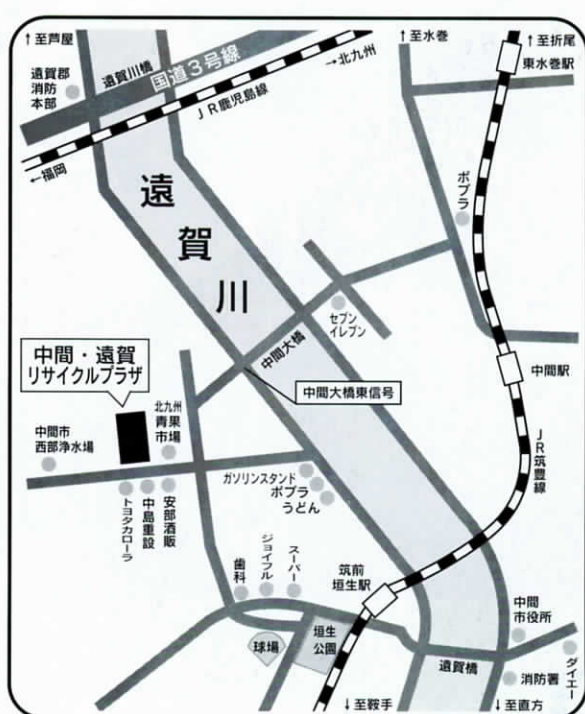 ↑至芦屋
遠賀川橋
国道3号線
→北九州
↑至水巻
↑至折尾
東水巻駅
遠賀郡
消防
本部
JR鹿児島線
←福岡
ポプラ
遠
賀
川
セブン
イレブン
中間大橋
中間大橋東信号
中間駅
中間・遠賀
リサイクルプラザ
北九州
青果
市場
中間市
西部浄水場
JR筑豊線
ガソリンスタンド
ポプラ
うどん
トヨタカローラ
中島重設
安部酒販
歯科
ジョイフル
スーパー
筑前
垣生駅
球場
垣生
公園
中間
市役所
遠賀橋
消防署
ダイエー
↓至鞍手
↓至直方